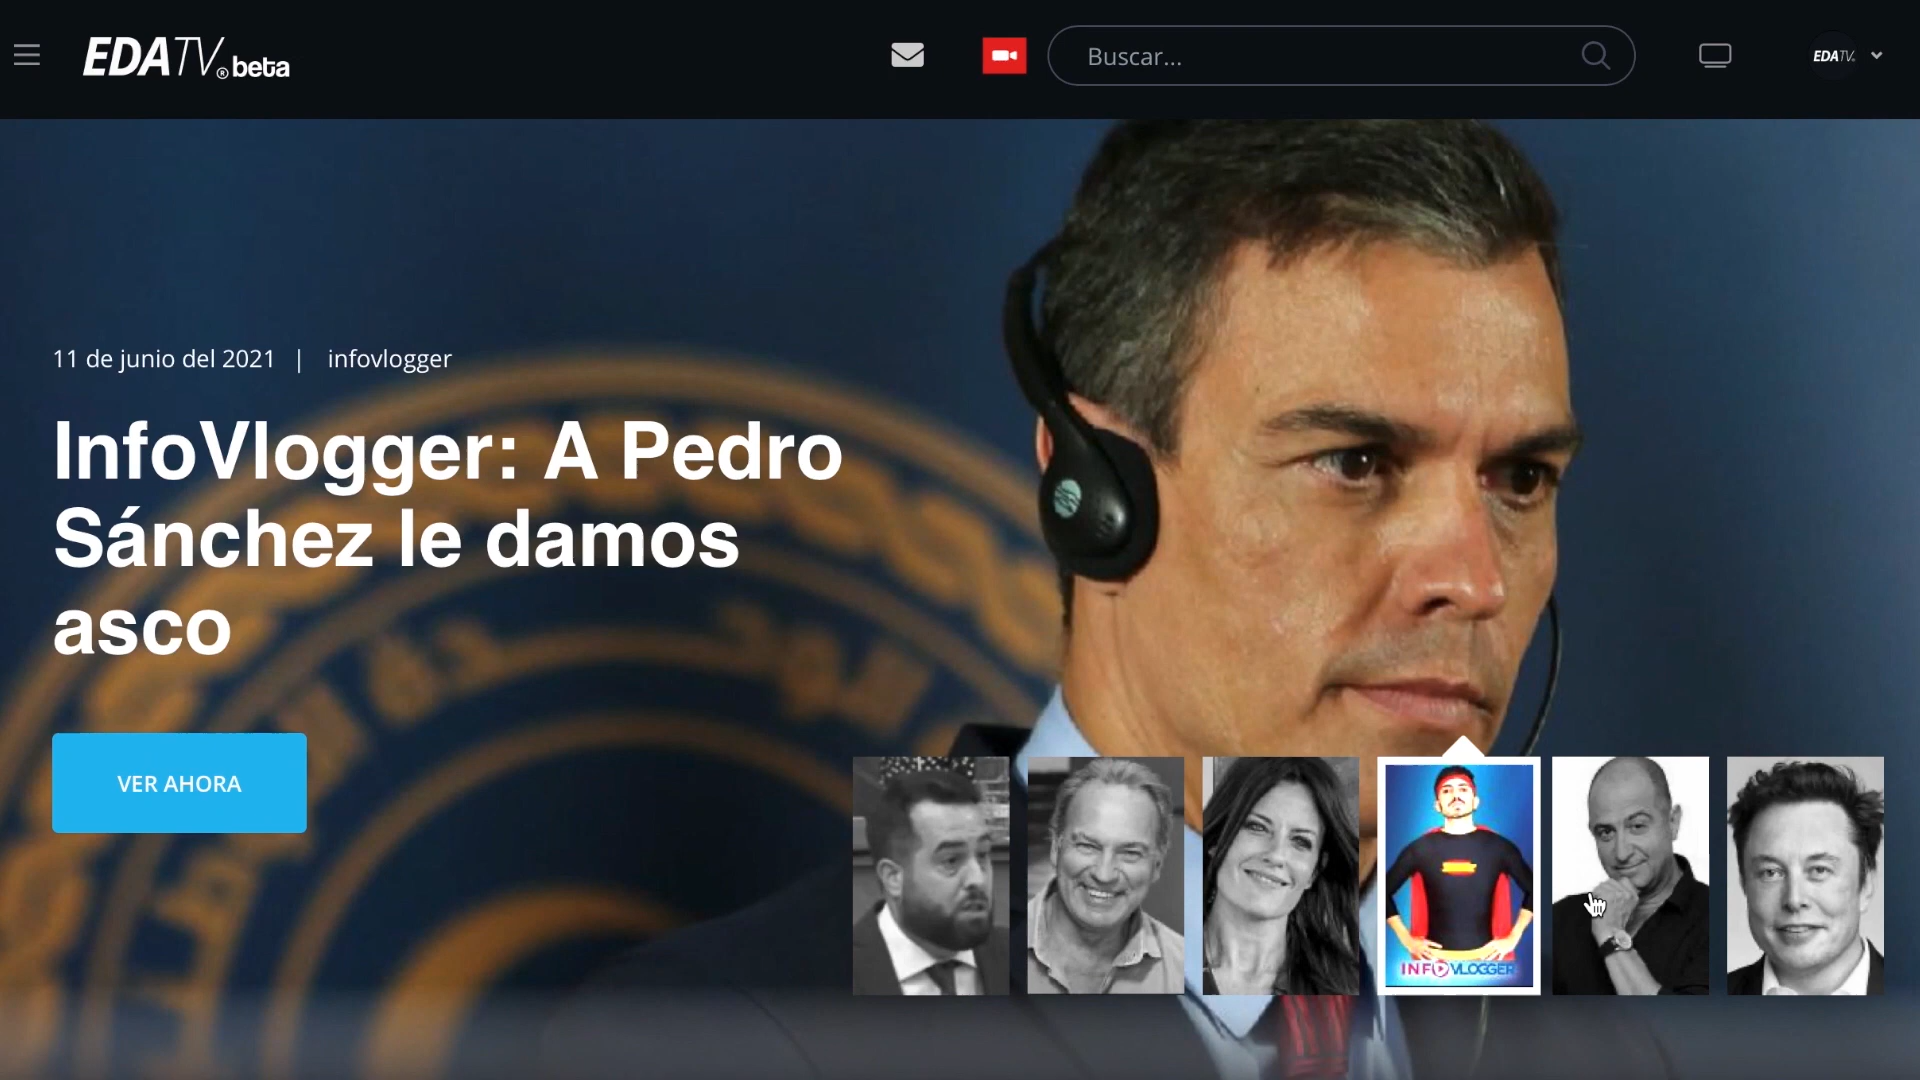 EDATV® beta
Buscar...
EDATV.
11 de junio del 2021 | infovlogger
InfoVlogger: A Pedro
Sánchez le damos
asco
VER AHORA
INFOVLOGGER